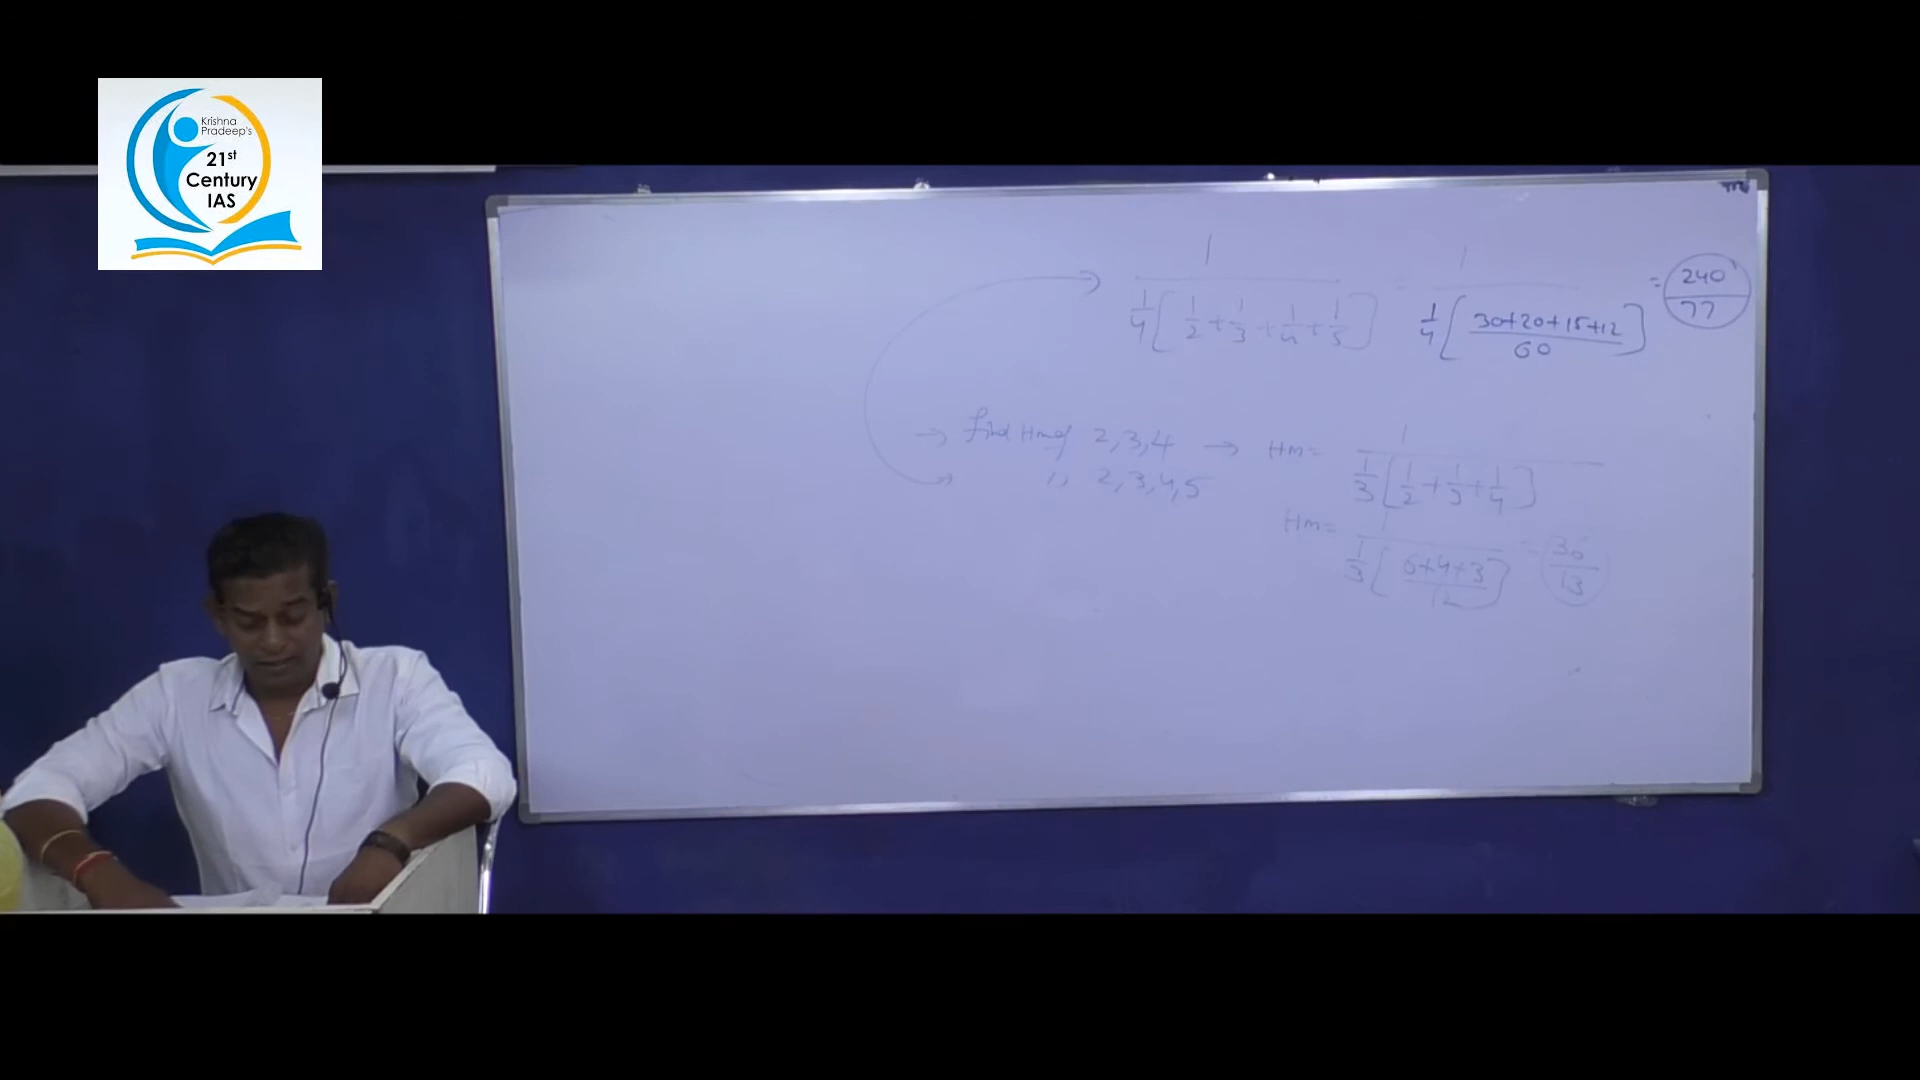 Krishna
Pradeep's
21st
Century
IAS
1 / 1/4 [ 1/2 + 1/3 + 1/4 + 1/5 ] = 1 / 1/4 [ (30+20+15+12)/60 ] = 240/77
→ find Hm of 2,3,4 → Hm = 1 / 1/3 [ 1/2 + 1/3 + 1/4 ]
" 2,3,4,5
Hm = 1 / 1/3 [ (6+4+3)/12 ] = 36/13